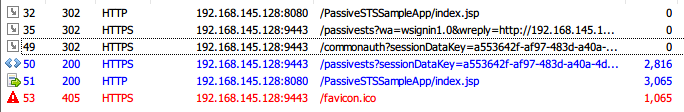 32 302 HTTP 192.168.145.128:8080 /PassiveSTSSampleApp/index.jsp 0
35 302 HTTPS 192.168.145.128:9443 /passivests?wa=wsignin1.0&wreply=http://192.168.145.1... 0
49 302 HTTPS 192.168.145.128:9443 /commonauth?sessionDataKey=a553642f-af97-483d-a40a-... 0
50 200 HTTPS 192.168.145.128:9443 /passivests?sessionDataKey=a553642f-af97-483d-a40a-4d... 2,816
51 200 HTTP 192.168.145.128:8080 /PassiveSTSSampleApp/index.jsp 3,065
53 405 HTTPS 192.168.145.128:9443 /favicon.ico 1,065